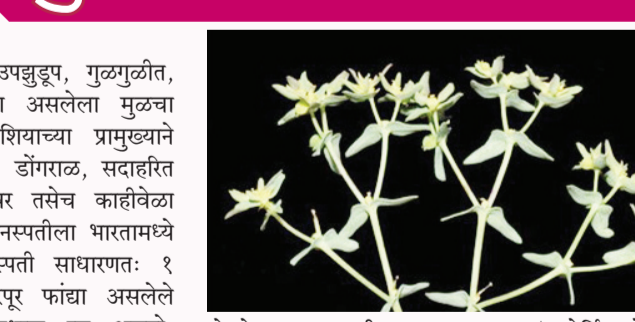 उपझुडूप, गुळगुळीत,
असलेला मुळचा
शियाच्या प्रामुख्याने
डोंगराळ, सदाहरित
तसेच काहीवेळा
नस्पतीला भारतामध्ये
स्पती साधारणतः १
पूर फांद्या असलेले